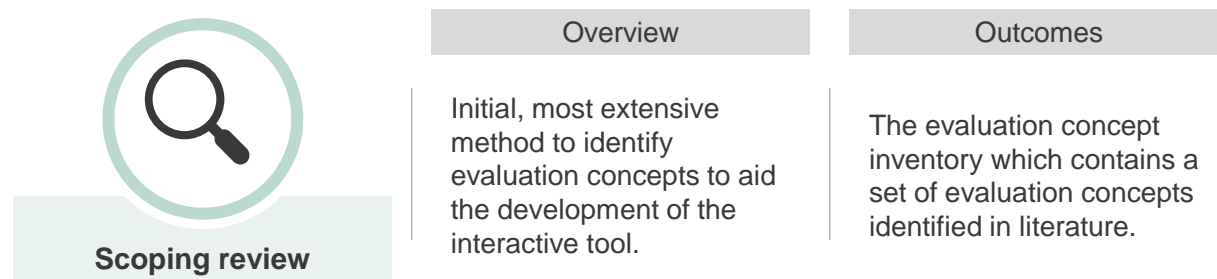 Overview
Outcomes
Initial, most extensive
method to identify
evaluation concepts to aid
the development of the
interactive tool.
The evaluation concept
inventory which contains a
set of evaluation concepts
identified in literature.
Scoping review